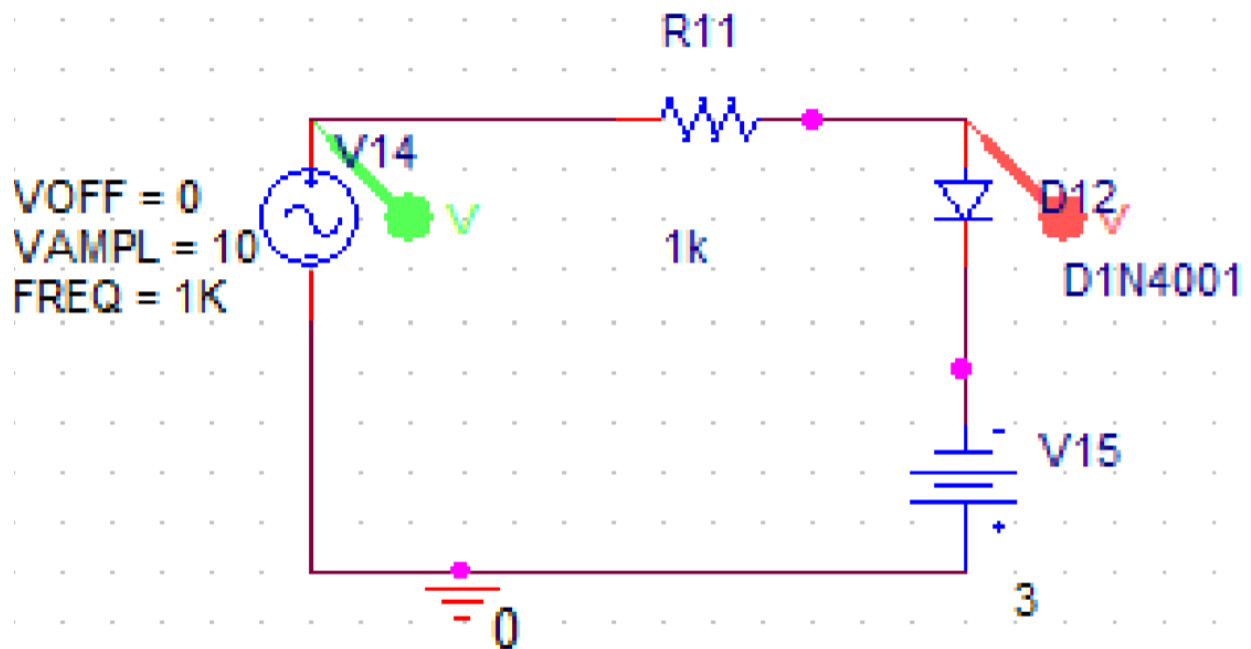 R11
V14
V
VOFF = 0
VAMPL = 10
FREQ = 1K
1k
D12
V
D1N4001
-
V15
+
3
0